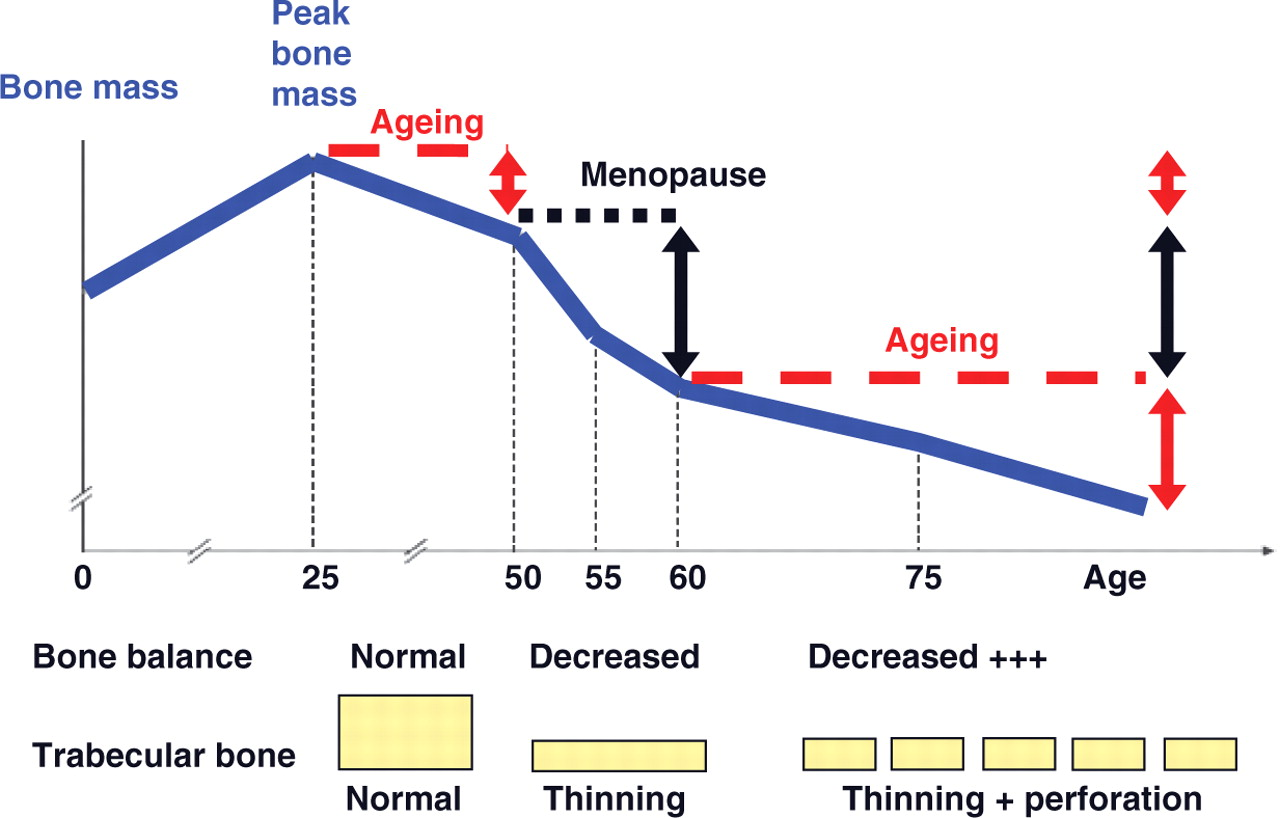 Peak
bone
mass
Bone mass
Ageing
Menopause
Ageing
0 25 50 55 60 75 Age
Bone balance Normal Decreased Decreased +++
Trabecular bone
Normal Thinning Thinning + perforation